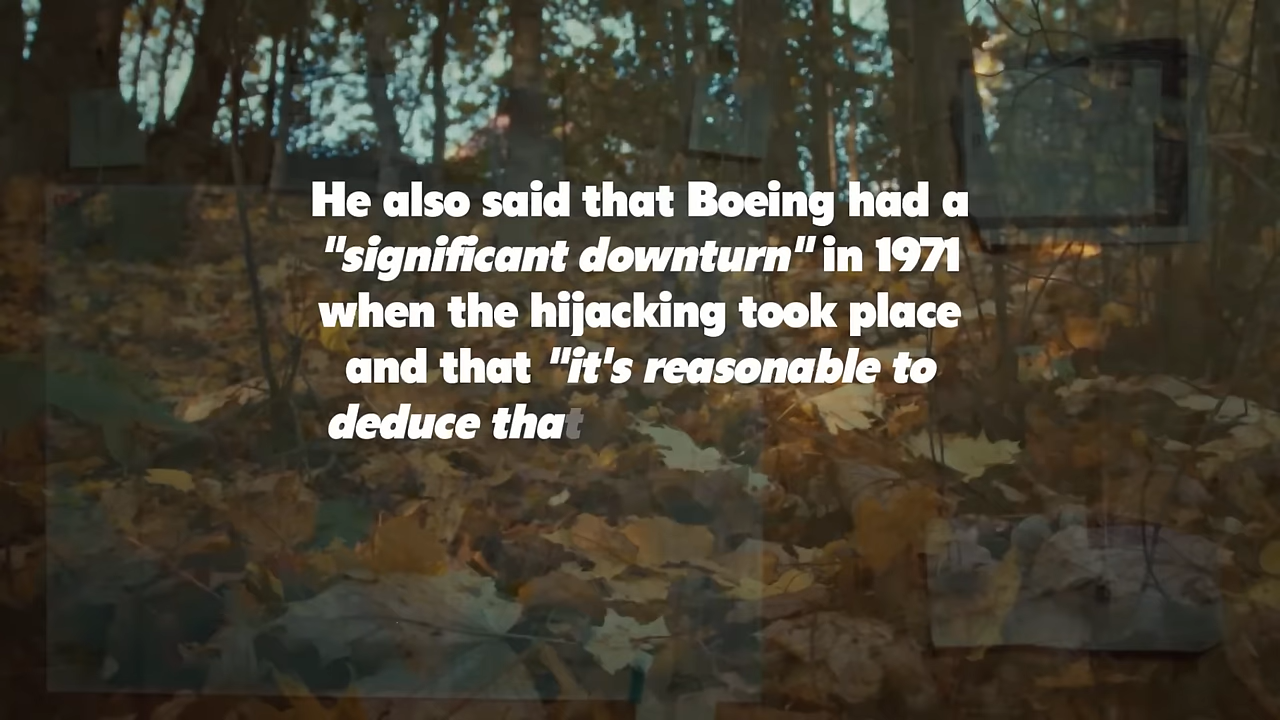 He also said that Boeing had a
"significant downturn" in 1971
when the hijacking took place
and that "it's reasonable to
deduce that